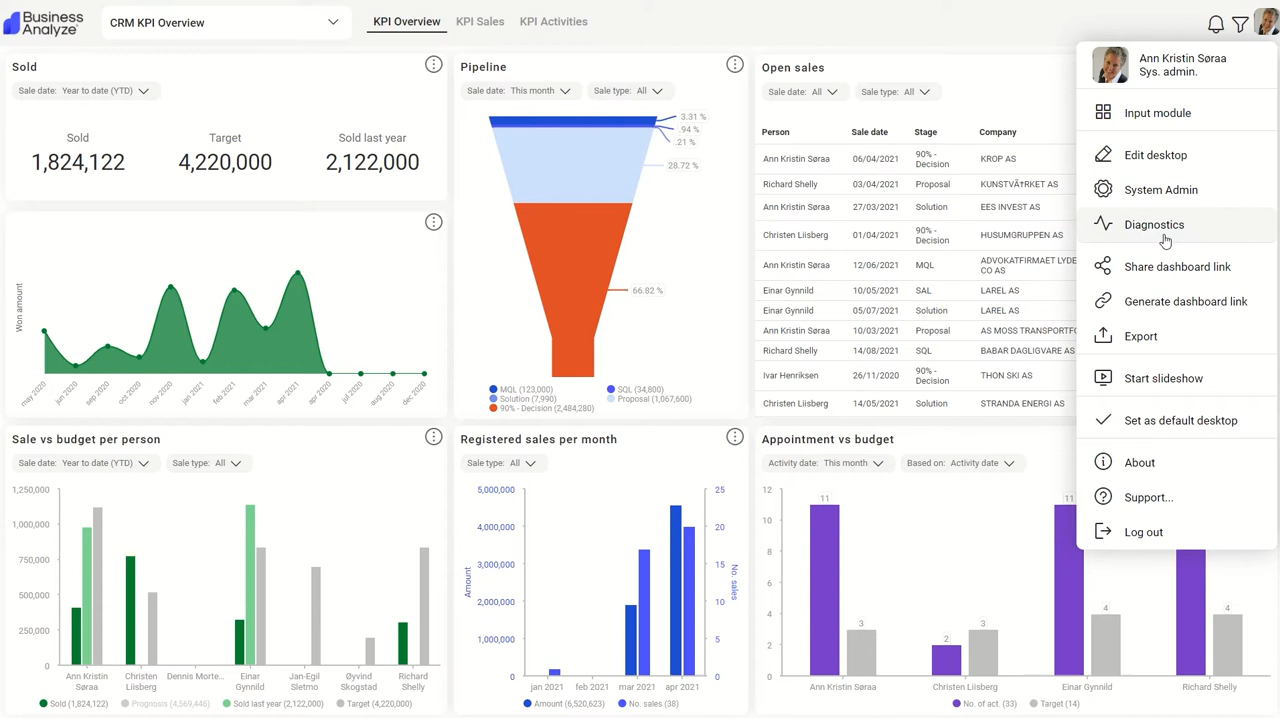 Business
Analyze
CRM KPI Overview
KPI Overview
KPI Sales
KPI Activities
Ann Kristin Søraa
Sys. admin.
Input module
Edit desktop
System Admin
Diagnostics
Share dashboard link
Generate dashboard link
Export
Start slideshow
Set as default desktop
About
Support...
Log out
Sold
Sale date: Year to date (YTD)
Sold
Target
Sold last year
1,824,122
4,220,000
2,122,000
Won amount
may 2020
jun 2020
sep 2020
oct 2020
nov 2020
jan 2021
feb 2021
mar 2021
apr 2021
apr 2020
jul 2020
aug 2020
dec 2020
Pipeline
Sale date: This month
Sale type: All
3.31 %
.94 %
.21 %
28.72 %
66.82 %
MQL (123,000)
SQL (34,800)
Solution (7,990)
Proposal (1,067,600)
90% - Decision (2,484,280)
Open sales
Sale date: All
Sale type: All
Person Sale date Stage Company
Ann Kristin Søraa 06/04/2021 90% - Decision KROP AS
Richard Shelly 03/04/2021 Proposal KUNSTVÃ†RKET AS
Ann Kristin Søraa 27/03/2021 Solution EES INVEST AS
Christen Liisberg 01/04/2021 90% - Decision HUSUMGRUPPEN AS
Ann Kristin Søraa 12/06/2021 MQL ADVOKATFIRMAET LYDE CO AS
Einar Gynnild 10/05/2021 SAL LAREL AS
Einar Gynnild 05/07/2021 Solution LAREL AS
Ann Kristin Søraa 10/03/2021 Proposal AS MOSS TRANSPORTFO
Richard Shelly 14/08/2021 SQL BABAR DAGLIGVARE AS
Ivar Henriksen 26/11/2020 90% - Decision THON SKI AS
Christen Liisberg 14/05/2021 Solution STRANDA ENERGI AS
Sale vs budget per person
Sale date: Year to date (YTD)
Sale type: All
1,250,000
1,000,000
750,000
500,000
250,000
0
Ann Kristin Søraa
Christen Liisberg
Dennis Morte...
Einar Gynnild
Jan-Egil Sletmo
Øyvind Skogstad
Richard Shelly
Sold (1,824,122)
Prognosis (4,569,446)
Sold last year (2,122,000)
Target (4,220,000)
Registered sales per month
Sale type: All
Amount
5,000,000
4,000,000
3,000,000
2,000,000
1,000,000
0
25
20
15
10
5
0
No. sales
jan 2021
feb 2021
mar 2021
apr 2021
Amount (6,520,623)
No. sales (38)
Appointment vs budget
Activity date: This month
Based on: Activity date
12
10
8
6
4
2
0
11
3
2
3
11
4
4
Ann Kristin Søraa
Christen Liisberg
Einar Gynnild
Richard Shelly
No. of act. (33)
Target (14)